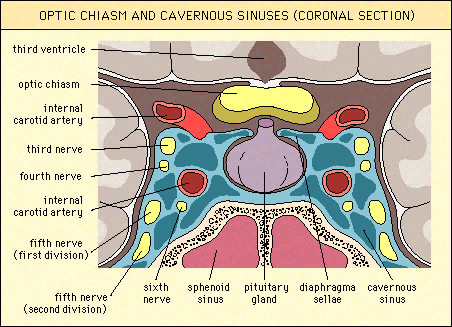 OPTIC CHIASM AND CAVERNOUS SINUSES (CORONAL SECTION)
third ventricle
optic chiasm
internal
carotid artery
third nerve
fourth nerve
internal
carotid artery
fifth nerve
(first division)
fifth nerve
(second division)
sixth
nerve
sphenoid
sinus
pituitary
gland
diaphragma
sellae
cavernous
sinus